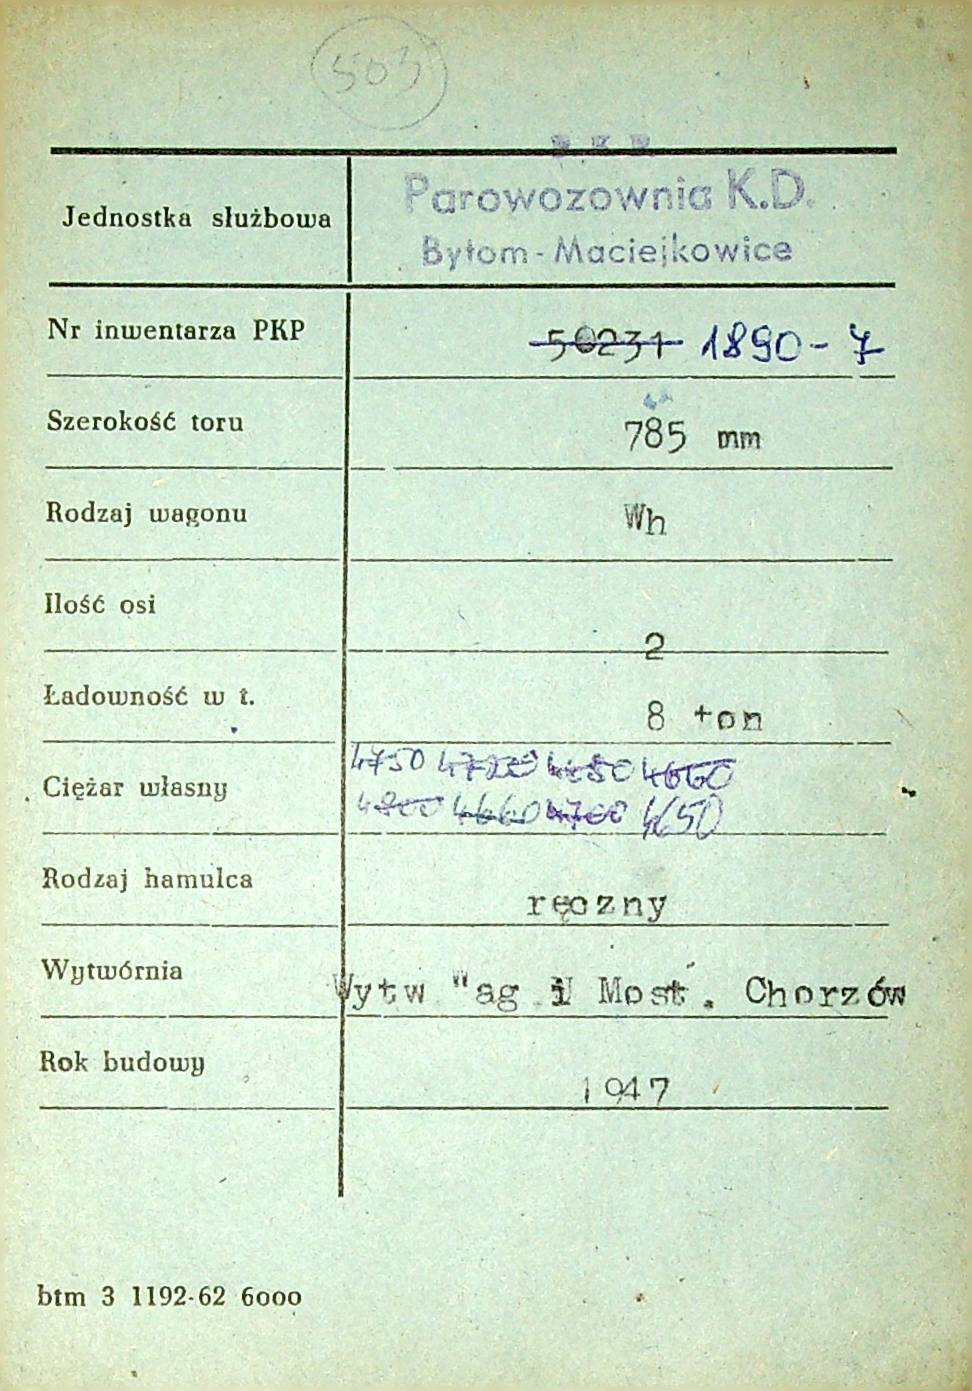 503
P.K.P.
Jednostka służbowa Parowozownia K.D.
Bytom-Maciejkowice
Nr inwentarza PKP 50231 1890-7
Szerokość toru 785 mm
Rodzaj wagonu Wh
Ilość osi 2
Ładowność w t. 8 ton
4750 4650 4660
Ciężar własny
4800 4660 4700 4650
Rodzaj hamulca ręczny
Wytwórnia Wytw "ag i Most. Chorzów
Rok budowy 1947
btm 3 1192-62 6000